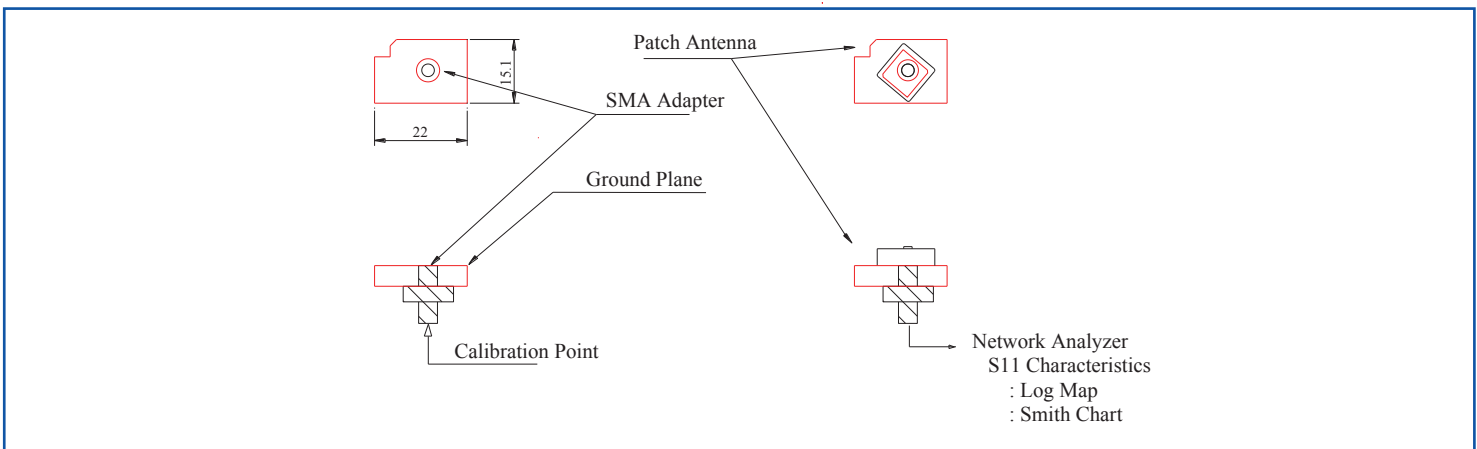 Patch Antenna
15.1
SMA Adapter
22
Ground Plane
Calibration Point
Network Analyzer
S11 Characteristics
: Log Map
: Smith Chart